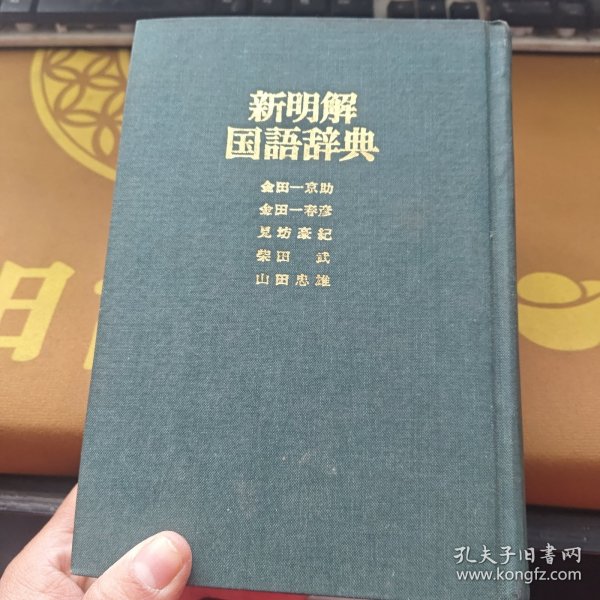 新明解
国語辞典
金田一京助
金田一春彦
見坊豪紀
柴田 武
山田忠雄
孔夫子旧書网
www.kongfz.com